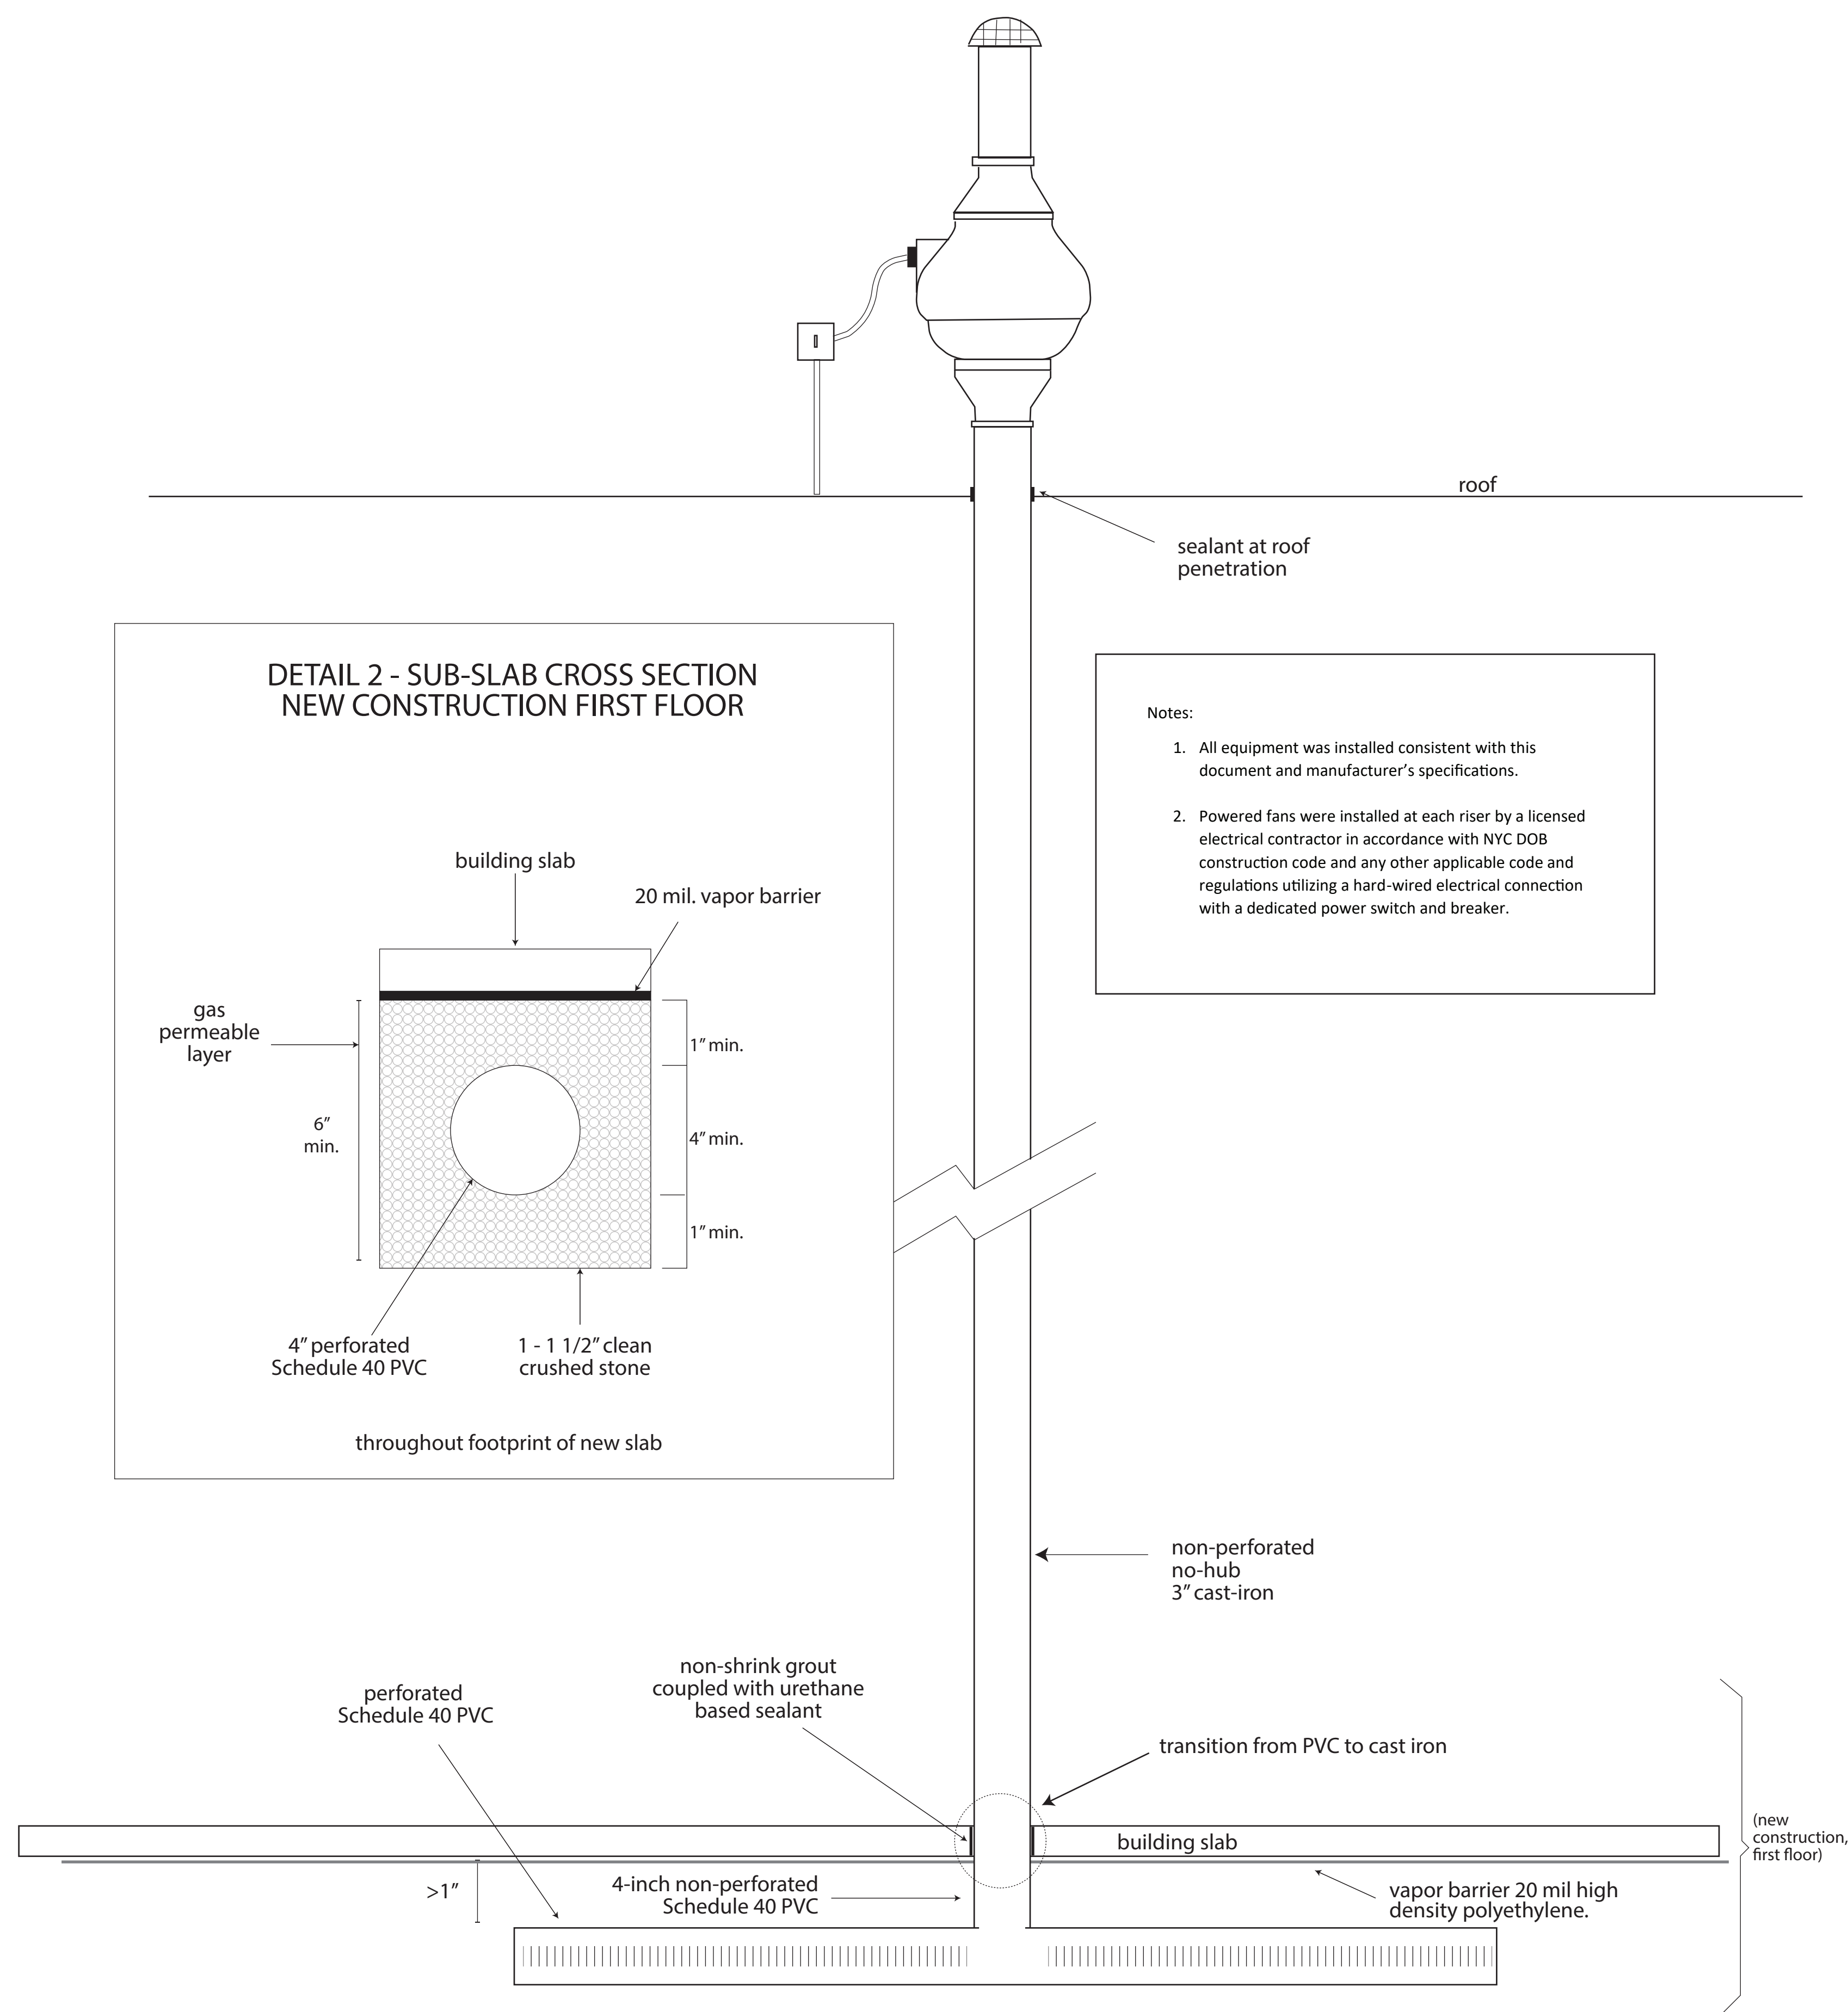 roof
sealant at roof
penetration
DETAIL 2 - SUB-SLAB CROSS SECTION
NEW CONSTRUCTION FIRST FLOOR
building slab
20 mil. vapor barrier
gas
permeable
layer
6”
min.
1” min.
4” min.
1” min.
4” perforated
Schedule 40 PVC
1 - 1 1/2” clean
crushed stone
throughout footprint of new slab
Notes:
1. All equipment was installed consistent with this
document and manufacturer’s specifications.
2. Powered fans were installed at each riser by a licensed
electrical contractor in accordance with NYC DOB
construction code and any other applicable code and
regulations utilizing a hard-wired electrical connection
with a dedicated power switch and breaker.
non-perforated
no-hub
3” cast-iron
non-shrink grout
coupled with urethane
based sealant
perforated
Schedule 40 PVC
transition from PVC to cast iron
building slab
(new
construction,
first floor)
>1”
4-inch non-perforated
Schedule 40 PVC
vapor barrier 20 mil high
density polyethylene.